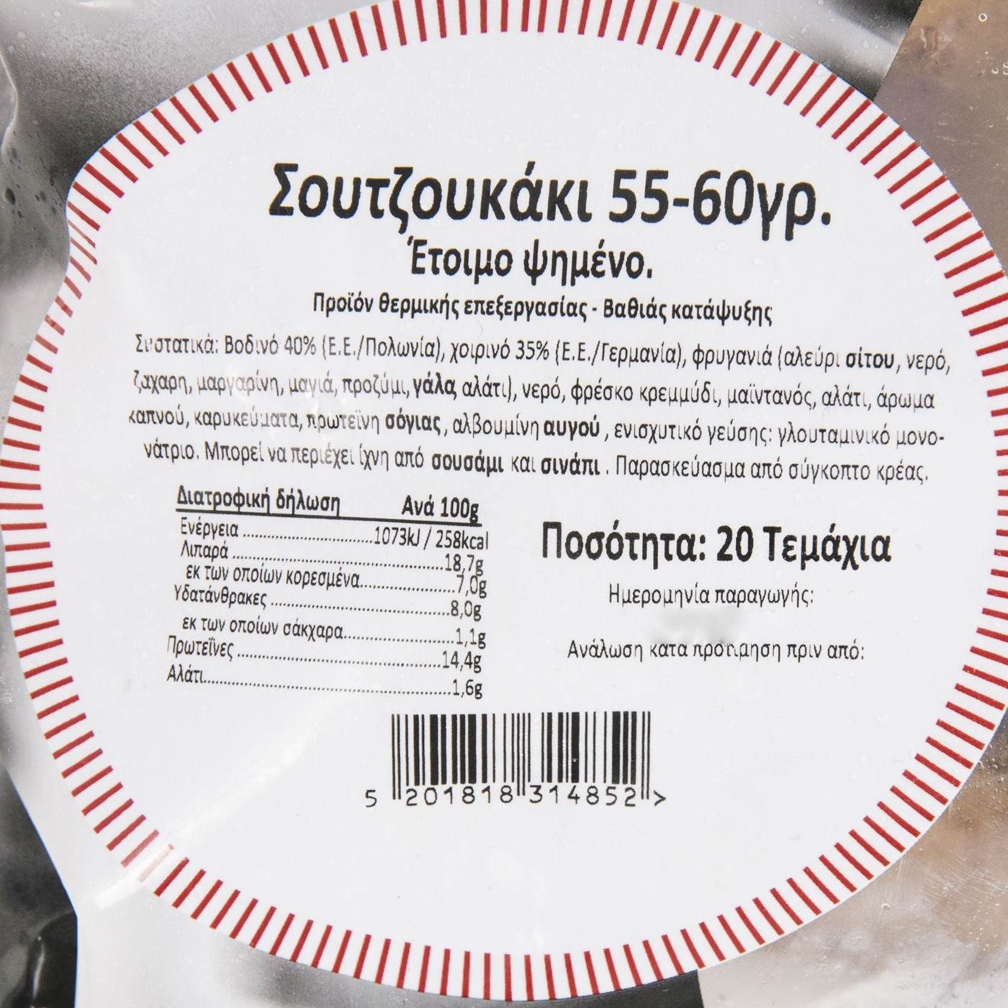 Σουτζουκάκι 55-60γρ.
Έτοιμο ψημένο.
Προϊόν θερμικής επεξεργασίας - Βαθιάς κατάψυξης
Συστατικά: Βοδινό 40% (Ε.Ε./Πολωνία), χοιρινό 35% (Ε.Ε./Γερμανία), φρυγανιά (αλεύρι σίτου, νερό,
ζαχαρη, μαργαρίνη, μαγιά, προζύμι, γάλα, αλάτι), νερό, φρέσκο κρεμμύδι, μαϊντανός, αλάτι, άρωμα
καπνού, καρυκεύματα, πρωτεϊνη σόγιας, αλβουμίνη αυγού, ενισχυτικό γεύσης: γλουταμινικό μονο-
νάτριο. Μπορεί να περιέχει ίχνη από σουσάμι και σινάπι. Παρασκεύασμα από σύγκοπτο κρέας.
Διατροφική δήλωση Ανά 100g
Ενέργεια ........................1073kJ / 258kcal
Λιπαρά........................................18,7g
εκ των οποίων κορεσμένα.................7,0g
Υδατάνθρακες ................................8,0g
εκ των οποίων σάκχαρα....................1,1g
Πρωτεΐνες ....................................14,4g
Αλάτι............................................1,6g
Ποσότητα: 20 Τεμάχια
Ημερομηνία παραγωγής:
Ανάλωση κατα προτιμηση πριν από:
5 201818 314852 >